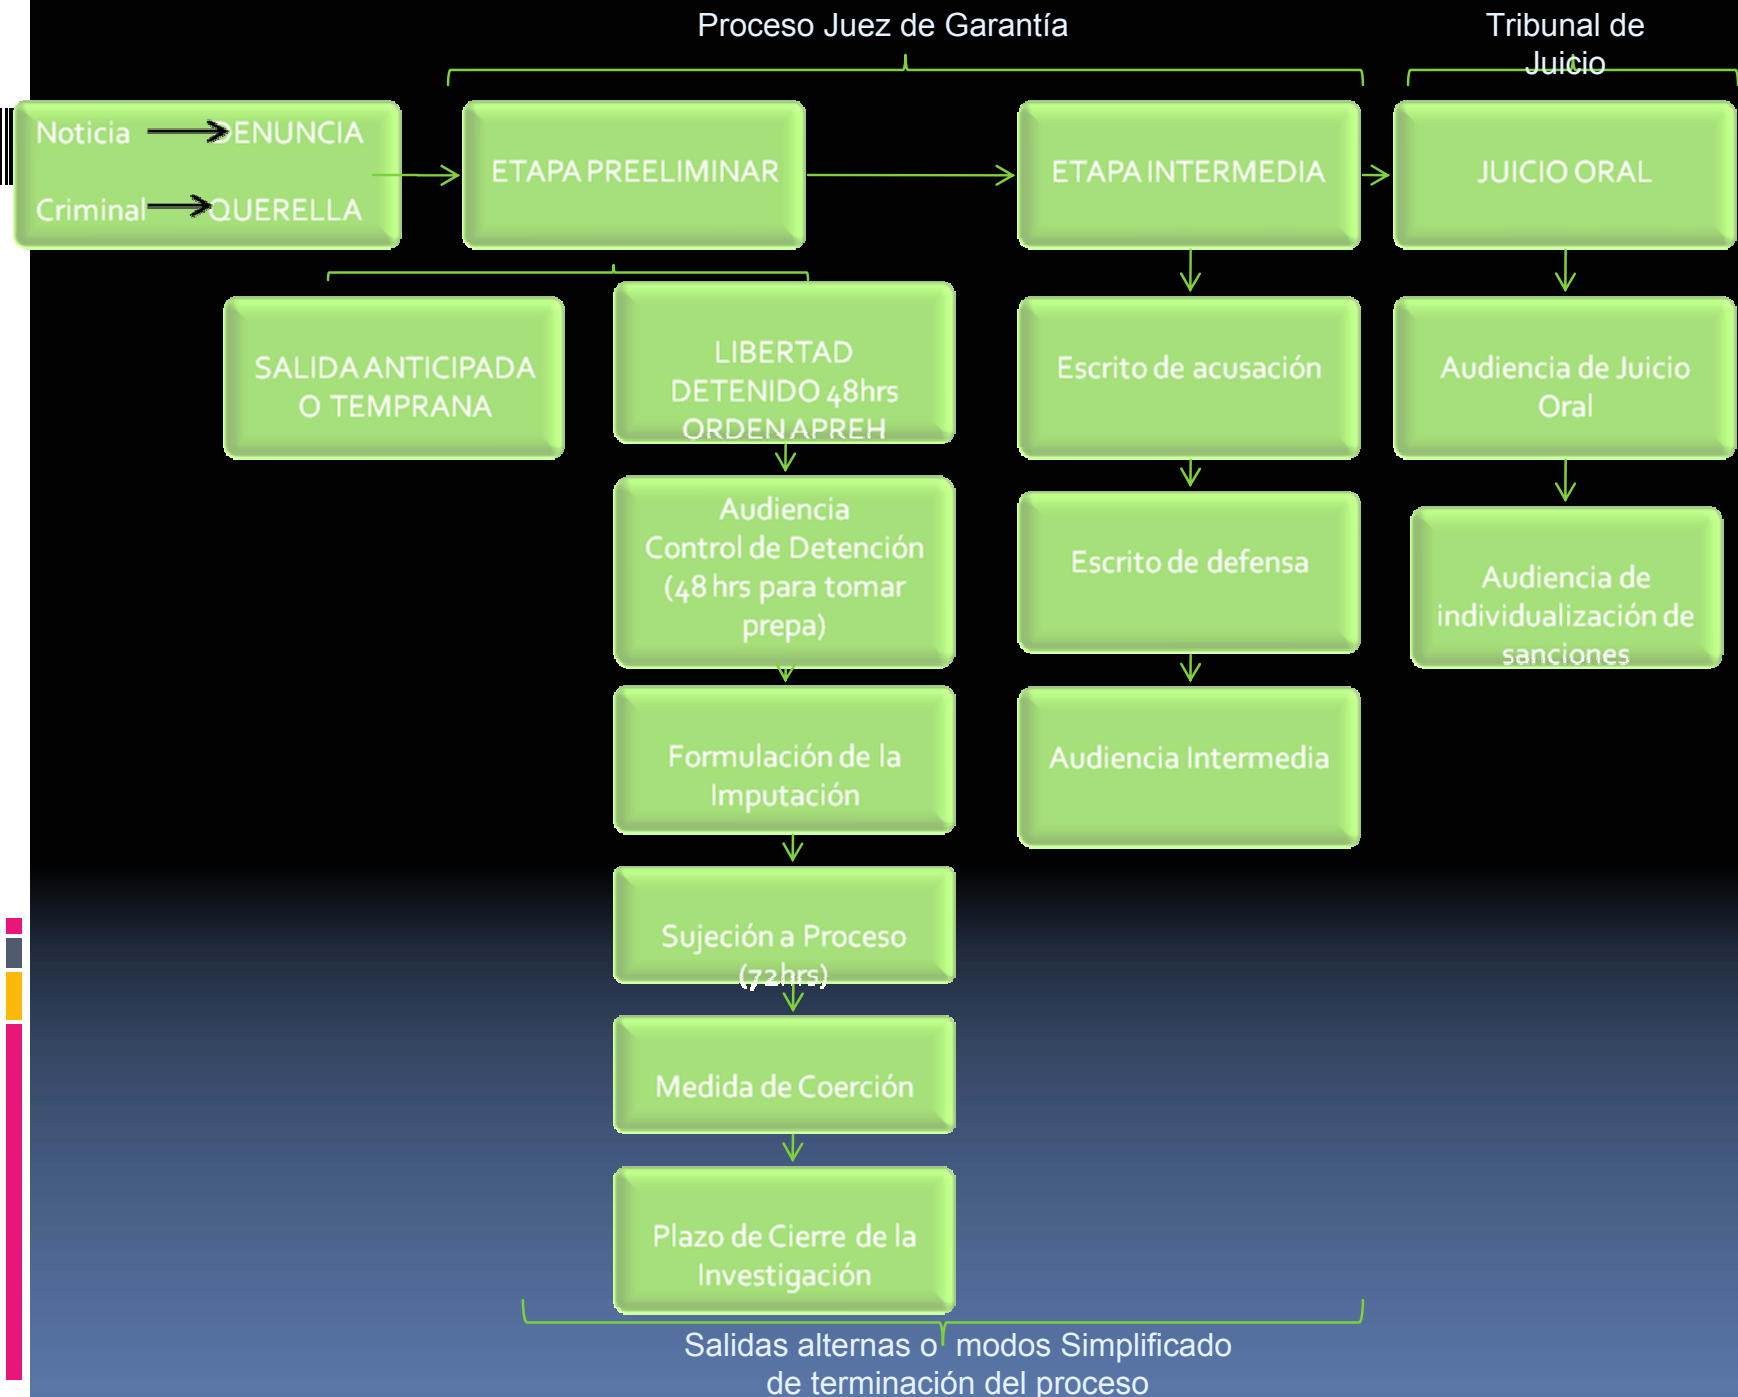 Proceso Juez de Garantía
Tribunal de
Juicio
Noticia DENUNCIA
Criminal QUERELLA
ETAPA PREELIMINAR
ETAPA INTERMEDIA
JUICIO ORAL
SALIDA ANTICIPADA
O TEMPRANA
LIBERTAD
DETENIDO 48hrs
ORDEN APREH
Audiencia
Control de Detención
(48 hrs para tomar
prepa)
Formulación de la
Imputación
Sujeción a Proceso
(72hrs)
Medida de Coerción
Plazo de Cierre de la
Investigación
Escrito de acusación
Escrito de defensa
Audiencia Intermedia
Audiencia de Juicio
Oral
Audiencia de
individualización de
sanciones
Salidas alternas o modos Simplificado
de terminación del proceso